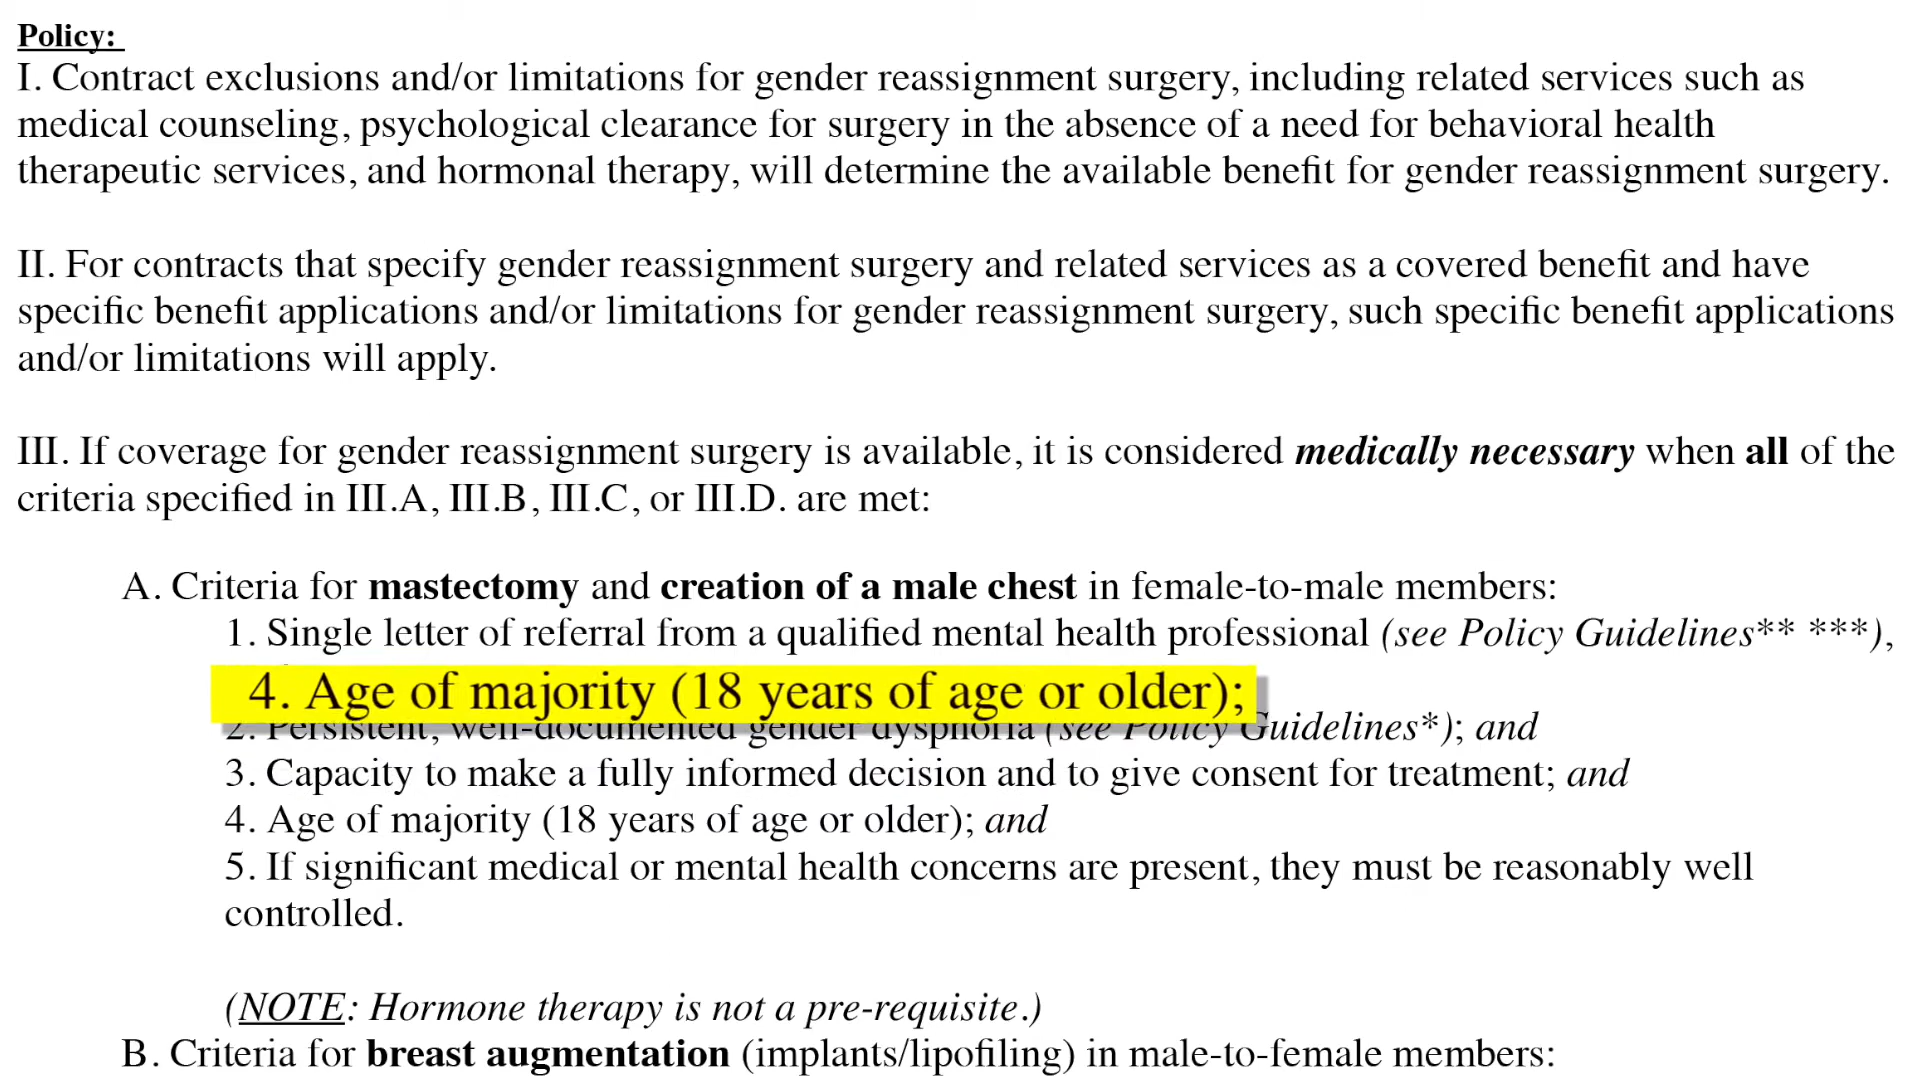 Policy:
I. Contract exclusions and/or limitations for gender reassignment surgery, including related services such as
medical counseling, psychological clearance for surgery in the absence of a need for behavioral health
therapeutic services, and hormonal therapy, will determine the available benefit for gender reassignment surgery.
II. For contracts that specify gender reassignment surgery and related services as a covered benefit and have
specific benefit applications and/or limitations for gender reassignment surgery, such specific benefit applications
and/or limitations will apply.
III. If coverage for gender reassignment surgery is available, it is considered medically necessary when all of the
criteria specified in III.A, III.B, III.C, or III.D. are met:
A. Criteria for mastectomy and creation of a male chest in female-to-male members:
1. Single letter of referral from a qualified mental health professional (see Policy Guidelines** ***),
4. Age of majority (18 years of age or older);
2. Persistent, well-documented gender dysphoria (see Policy Guidelines*); and
3. Capacity to make a fully informed decision and to give consent for treatment; and
4. Age of majority (18 years of age or older); and
5. If significant medical or mental health concerns are present, they must be reasonably well
controlled.
(NOTE: Hormone therapy is not a pre-requisite.)
B. Criteria for breast augmentation (implants/lipofiling) in male-to-female members: